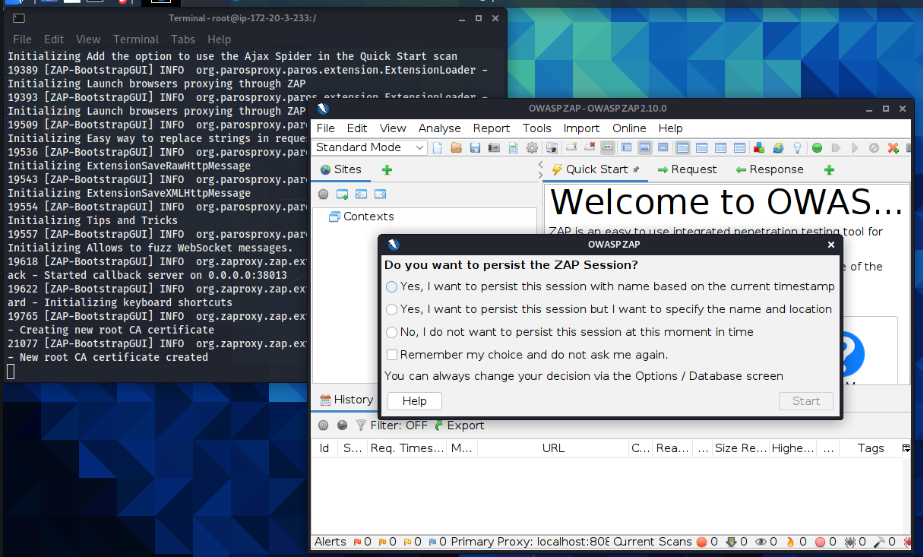 Terminal - root@ip-172-20-3-233:/
File Edit View Terminal Tabs Help
Initializing Add the option to use the Ajax Spider in the Quick Start scan
19389 [ZAP-BootstrapGUI] INFO org.parosproxy.paros.extension.ExtensionLoader -
Initializing Launch browsers proxying through ZAP
19393 [ZAP-BootstrapGUI] INFO org.parosproxy.paros.extension.ExtensionLoader -
Initializing Launch browsers proxying through ZAP
19509 [ZAP-BootstrapGUI] INFO org.parosproxy.par
Initializing Easy way to replace strings in reque
19536 [ZAP-BootstrapGUI] INFO org.parosproxy.par
Initializing ExtensionSaveRawHttpMessage
19543 [ZAP-BootstrapGUI] INFO org.parosproxy.par
Initializing ExtensionSaveXMLHttpMessage
19554 [ZAP-BootstrapGUI] INFO org.parosproxy.par
Initializing Tips and Tricks
19557 [ZAP-BootstrapGUI] INFO org.parosproxy.par
Initializing Allows to fuzz WebSocket messages.
19618 [ZAP-BootstrapGUI] INFO org.zaproxy.zap.ext
ack - Started callback server on 0.0.0.0:38013
19622 [ZAP-BootstrapGUI] INFO org.zaproxy.zap.ext
ard - Initializing keyboard shortcuts
19765 [ZAP-BootstrapGUI] INFO org.zaproxy.zap.ext
- Creating new root CA certificate
21077 [ZAP-BootstrapGUI] INFO org.zaproxy.zap.ext
- New root CA certificate created
OWASP ZAP - OWASP ZAP 2.10.0
File Edit View Analyse Report Tools Import Online Help
Standard Mode
Sites
Quick Start Request Response
Contexts
Welcome to OWAS...
ZAP is an easy to use integrated penetration testing tool for
e of the
OWASP ZAP
Do you want to persist the ZAP Session?
Yes, I want to persist this session with name based on the current timestamp
Yes, I want to persist this session but I want to specify the name and location
No, I do not want to persist this session at this moment in time
Remember my choice and do not ask me again.
You can always change your decision via the Options / Database screen
Help Start
History
Filter: OFF Export
Id S... Req. Times... M... URL C... Rea... ... Size Re... Highe... ... Tags
Alerts 0 0 0 0 Primary Proxy: localhost:808 Current Scans 0 0 0 0 0 0 0